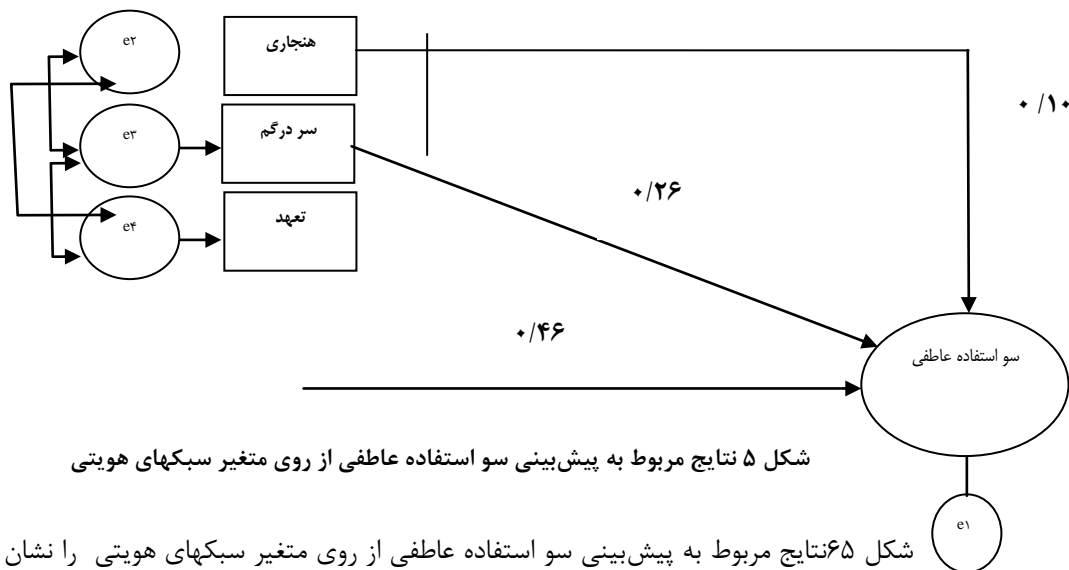 e۲
هنجاری
۰/۱۰
e۳
سر درگم
۰/۲۶
e۴
تعهد
۰/۴۶
سو استفاده عاطفی
شکل ۵ نتایج مربوط به پیش‌بینی سو استفاده عاطفی از روی متغیر سبکهای هویتی
e۱
شکل ۶۵نتایج مربوط به پیش‌بینی سو استفاده عاطفی از روی متغیر سبکهای هویتی را نشان